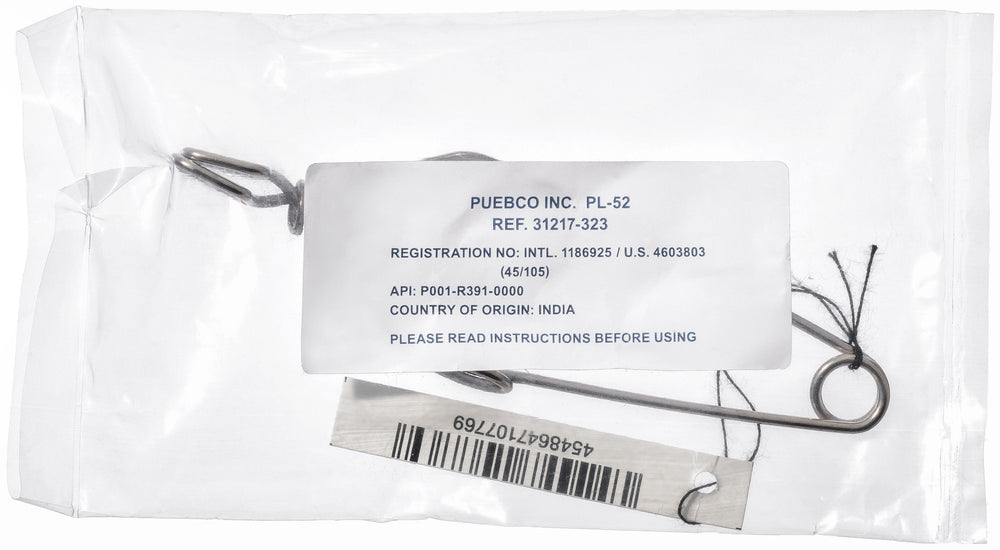 PUEBCO INC. PL-52
REF. 31217-323
REGISTRATION NO: INTL. 1186925 / U.S. 4603803
(45/105)
API: P001-R391-0000
COUNTRY OF ORIGIN: INDIA
PLEASE READ INSTRUCTIONS BEFORE USING
4548647107769